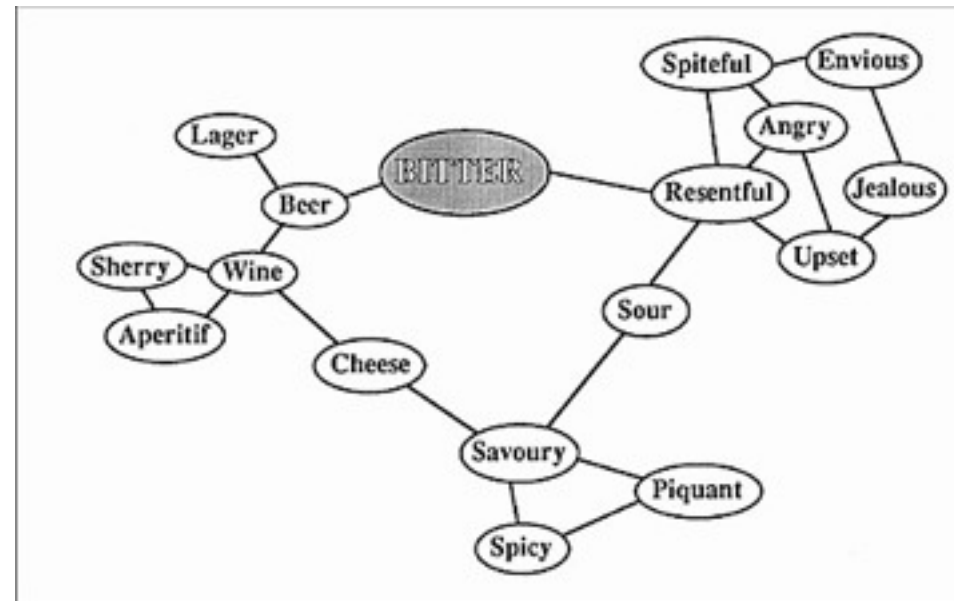 Spiteful
Envious
Lager
Angry
BITTER
Resentful
Jealous
Beer
Sherry
Wine
Upset
Aperitif
Sour
Cheese
Savoury
Piquant
Spicy